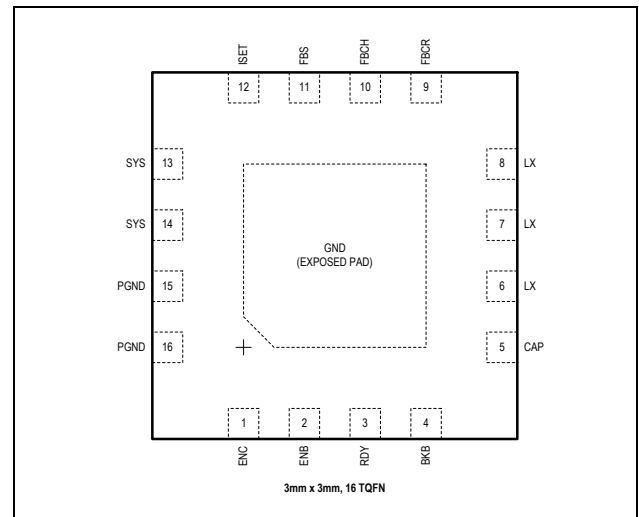 ISET
FBS
FBCH
FBCR
12
11
10
9
SYS 13
8 LX
SYS 14
7 LX
GND
(EXPOSED PAD)
PGND 15
6 LX
PGND 16
5 CAP
1
2
3
4
ENC
ENB
RDY
BKB
3mm x 3mm, 16 TQFN